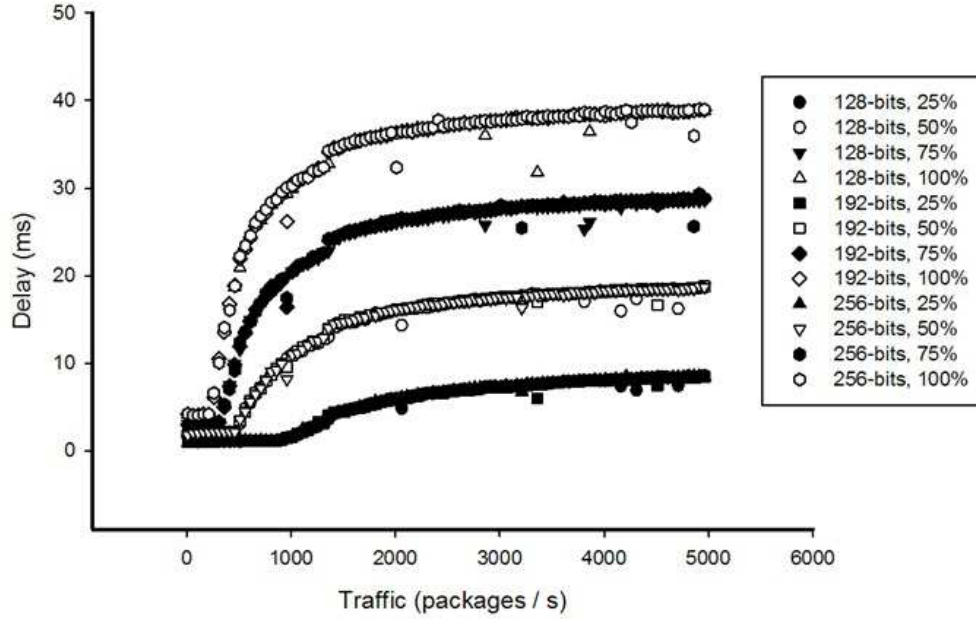 50
40
30
20
10
0
Delay (ms)
0 1000 2000 3000 4000 5000 6000
Traffic (packages / s)
128-bits, 25%
128-bits, 50%
128-bits, 75%
128-bits, 100%
192-bits, 25%
192-bits, 50%
192-bits, 75%
192-bits, 100%
256-bits, 25%
256-bits, 50%
256-bits, 75%
256-bits, 100%